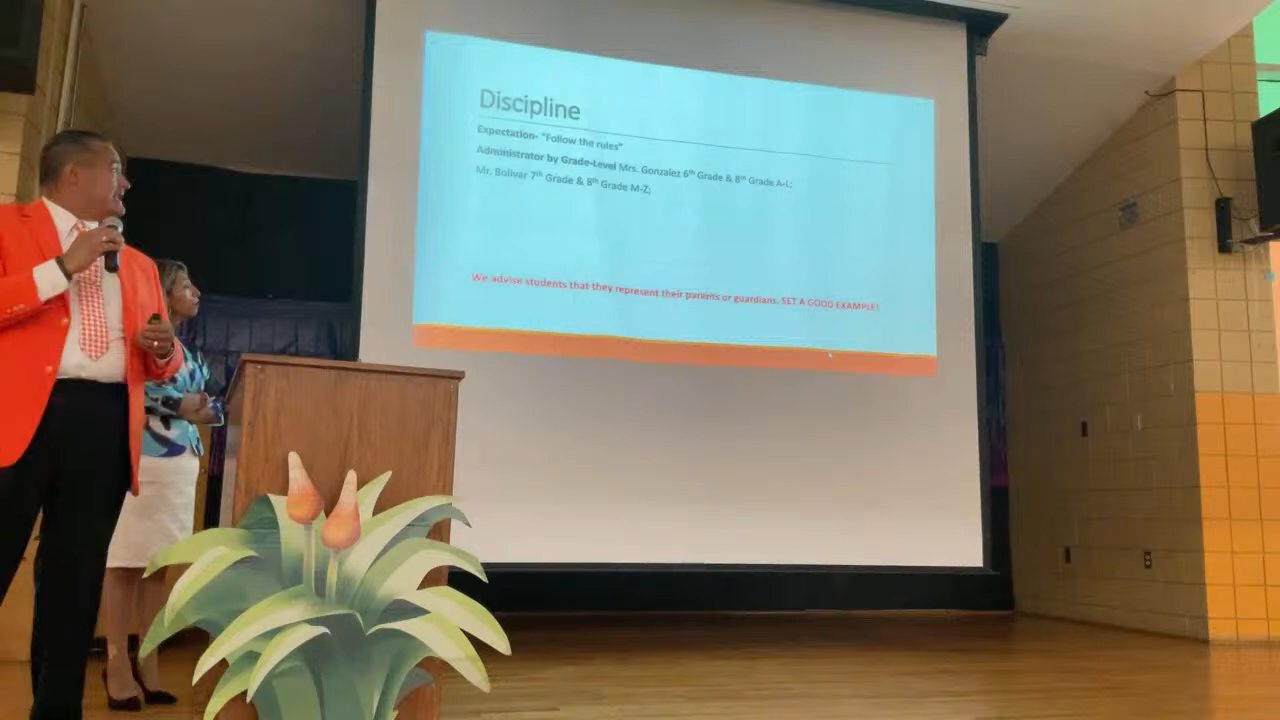 Discipline
Expectation- "Follow the rules"
Administrator by Grade-Level Mrs. Gonzalez 6th Grade & 8th Grade A-L:
Mr. Bolivar 7th Grade & 8th Grade M-Z;
We advise students that they represent their parents or guardians. SET A GOOD EXAMPLE!